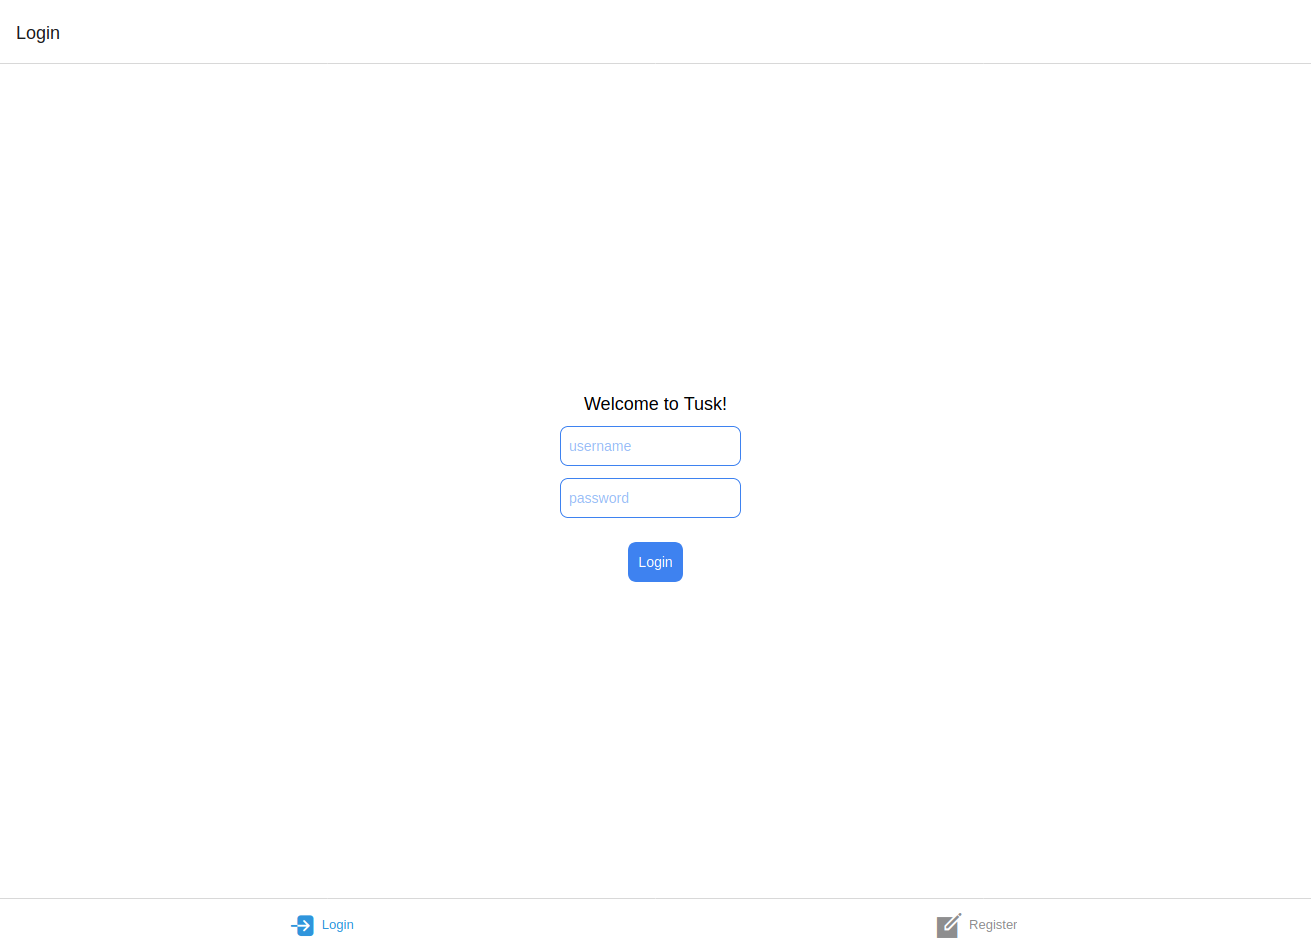 Login
Welcome to Tusk!
username
password
Login
Login
Register